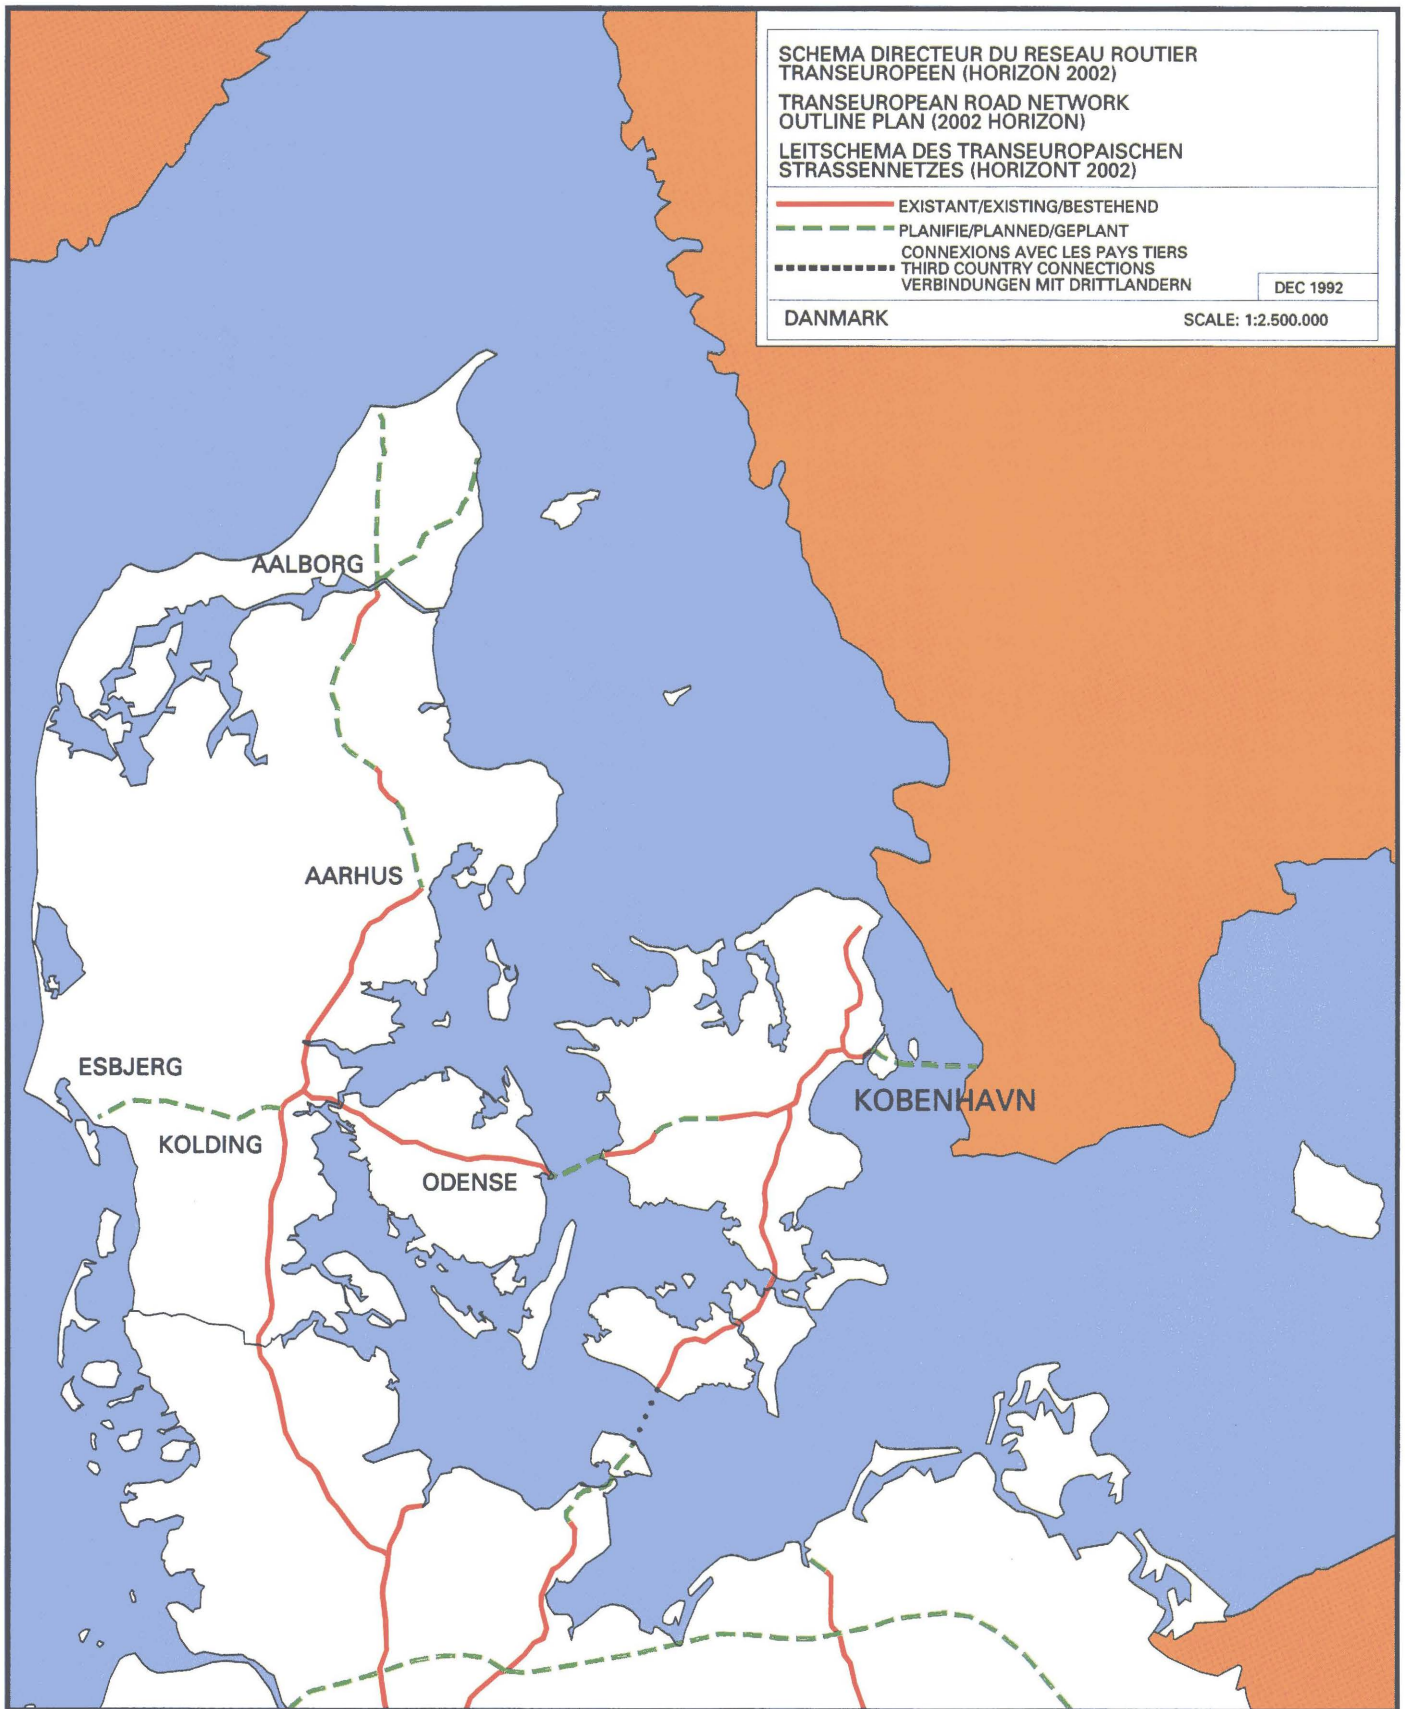 SCHEMA DIRECTEUR DU RESEAU ROUTIER
TRANSEUROPEEN (HORIZON 2002)
TRANSEUROPEAN ROAD NETWORK
OUTLINE PLAN (2002 HORIZON)
LEITSCHEMA DES TRANSEUROPAISCHEN
STRASSENNETZES (HORIZONT 2002)
EXISTANT/EXISTING/BESTEHEND
PLANIFIE/PLANNED/GEPLANT
CONNEXIONS AVEC LES PAYS TIERS
THIRD COUNTRY CONNECTIONS
VERBINDUNGEN MIT DRITTLANDERN
DEC 1992
DANMARK
SCALE: 1:2.500.000
AALBORG
AARHUS
ESBJERG
KOBENHAVN
KOLDING
ODENSE